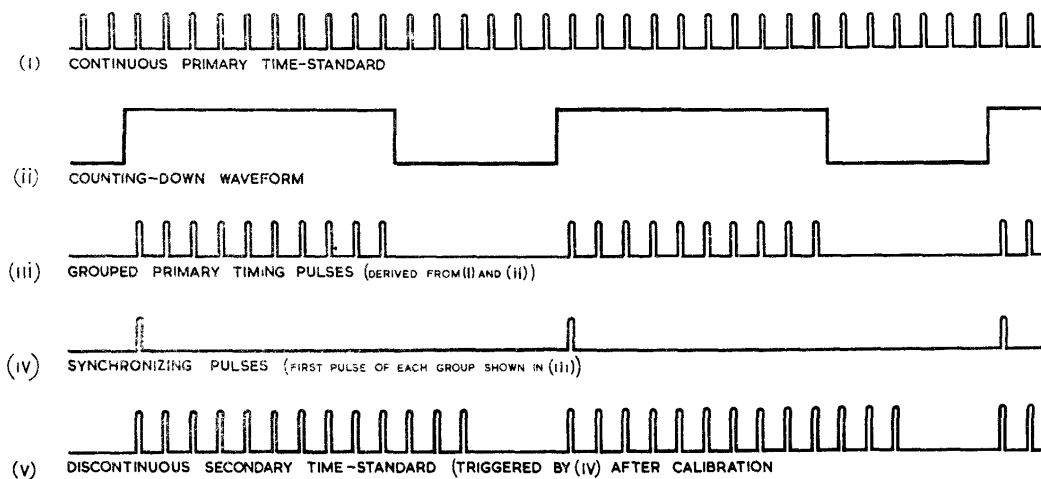 (i) CONTINUOUS PRIMARY TIME-STANDARD
(ii) COUNTING-DOWN WAVEFORM
(iii) GROUPED PRIMARY TIMING PULSES (DERIVED FROM (i) AND (ii))
(iv) SYNCHRONIZING PULSES (FIRST PULSE OF EACH GROUP SHOWN IN (iii))
(v) DISCONTINUOUS SECONDARY TIME-STANDARD (TRIGGERED BY (iv) AFTER CALIBRATION